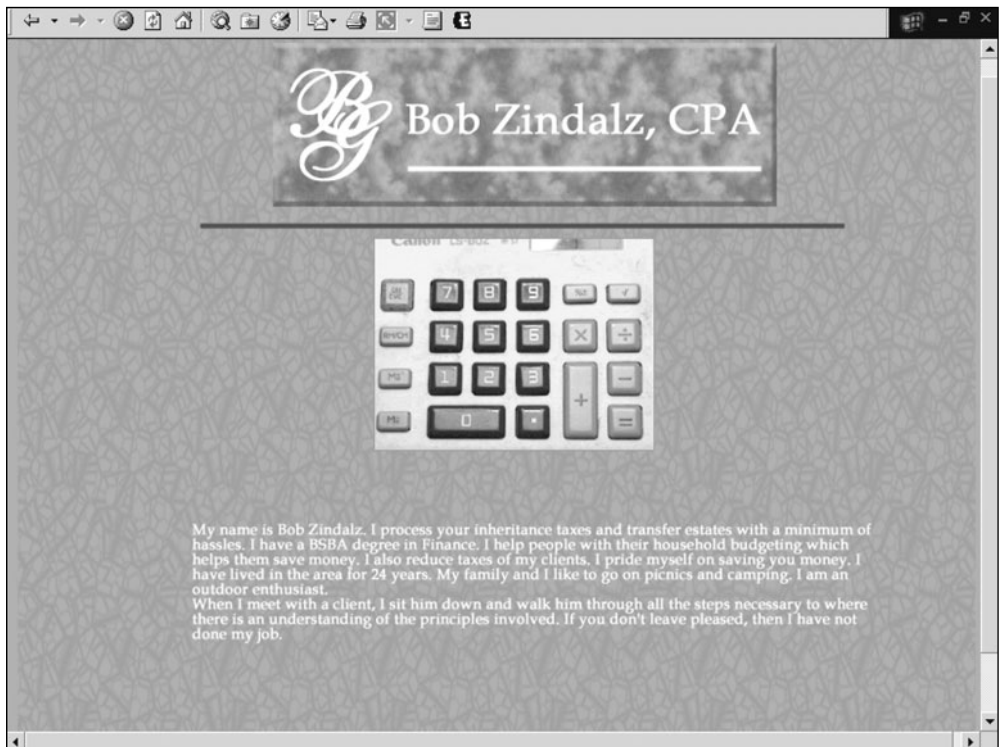 BG
Bob Zindalz, CPA
Canon LS-
7 8 9 % √
4 5 6 × ÷
1 2 3 −
+
0 . =
My name is Bob Zindalz. I process your inheritance taxes and transfer estates with a minimum of
hassles. I have a BSBA degree in Finance. I help people with their household budgeting which
helps them save money. I also reduce taxes of my clients. I pride myself on saving you money. I
have lived in the area for 24 years. My family and I like to go on picnics and camping. I am an
outdoor enthusiast.
When I meet with a client, I sit him down and walk him through all the steps necessary to where
there is an understanding of the principles involved. If you don't leave pleased, then I have not
done my job.